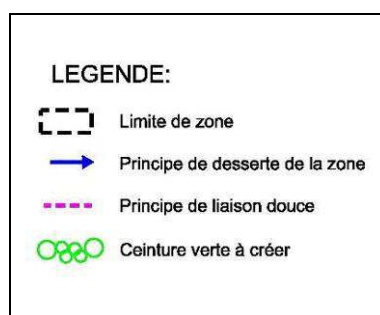 LEGENDE:
Limite de zone
Principe de desserte de la zone
Principe de liaison douce
Ceinture verte à créer